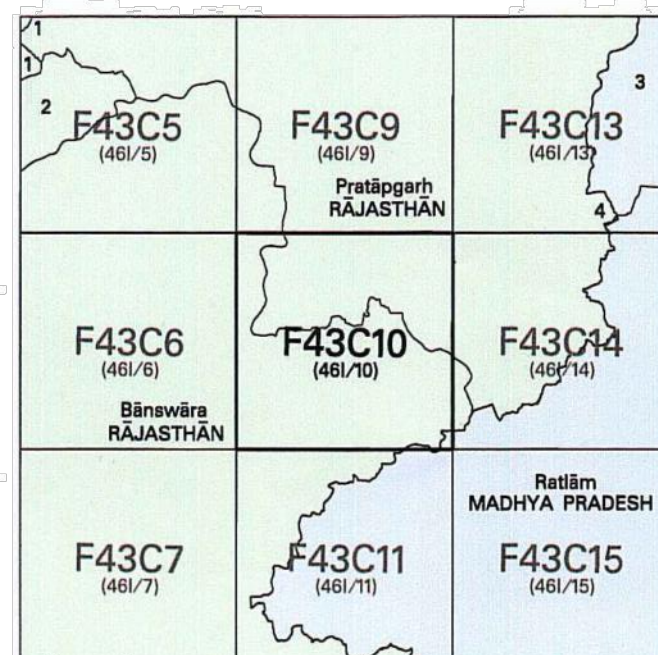 1
1
2
3
F43C5
(46I/5)
F43C9
(46I/9)
F43C13
(46I/13)
Pratāpgarh
RĀJASTHĀN
4
F43C6
(46I/6)
F43C10
(46I/10)
F43C14
(46I/14)
Bānswāra
RĀJASTHĀN
Ratlām
MADHYA PRADESH
F43C7
(46I/7)
F43C11
(46I/11)
F43C15
(46I/15)